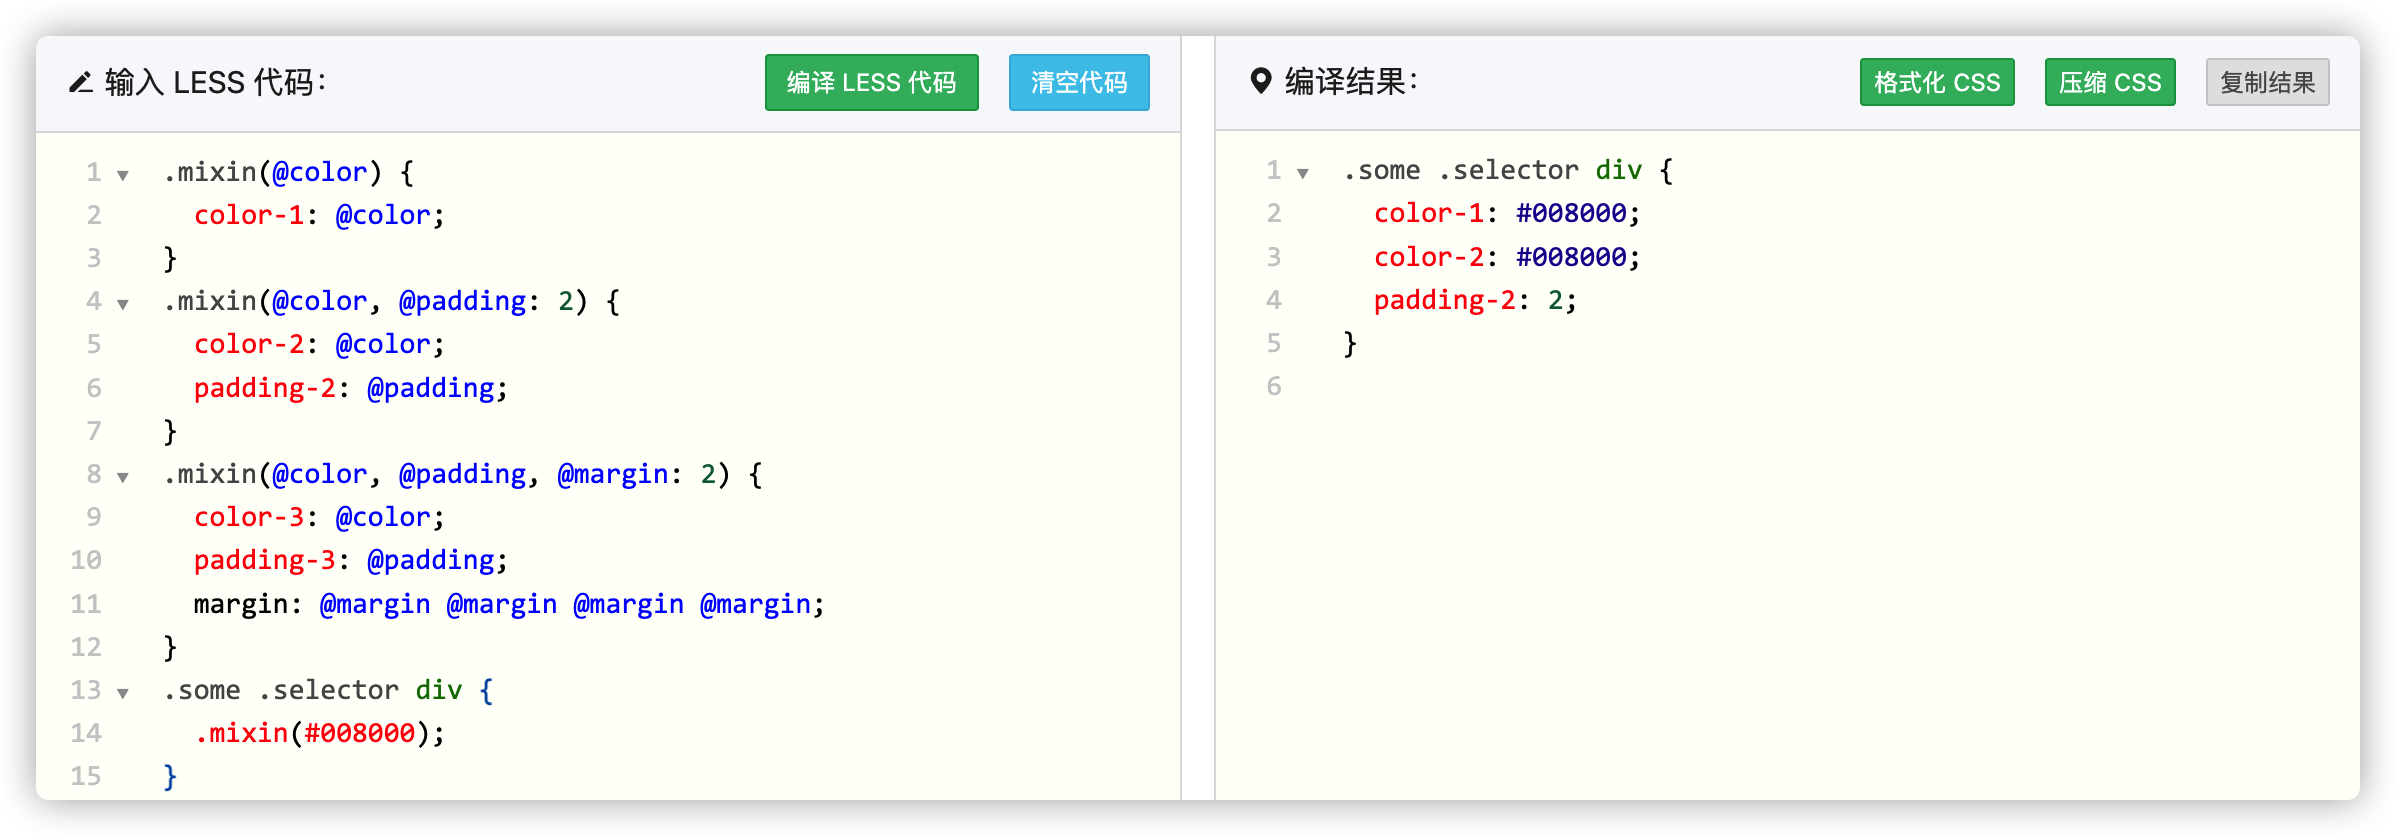 输入 LESS 代码：
编译 LESS 代码
清空代码
1 .mixin(@color) {
2 color-1: @color;
3 }
4 .mixin(@color, @padding: 2) {
5 color-2: @color;
6 padding-2: @padding;
7 }
8 .mixin(@color, @padding, @margin: 2) {
9 color-3: @color;
10 padding-3: @padding;
11 margin: @margin @margin @margin @margin;
12 }
13 .some .selector div {
14 .mixin(#008000);
15 }
编译结果：
格式化 CSS
压缩 CSS
复制结果
1 .some .selector div {
2 color-1: #008000;
3 color-2: #008000;
4 padding-2: 2;
5 }
6